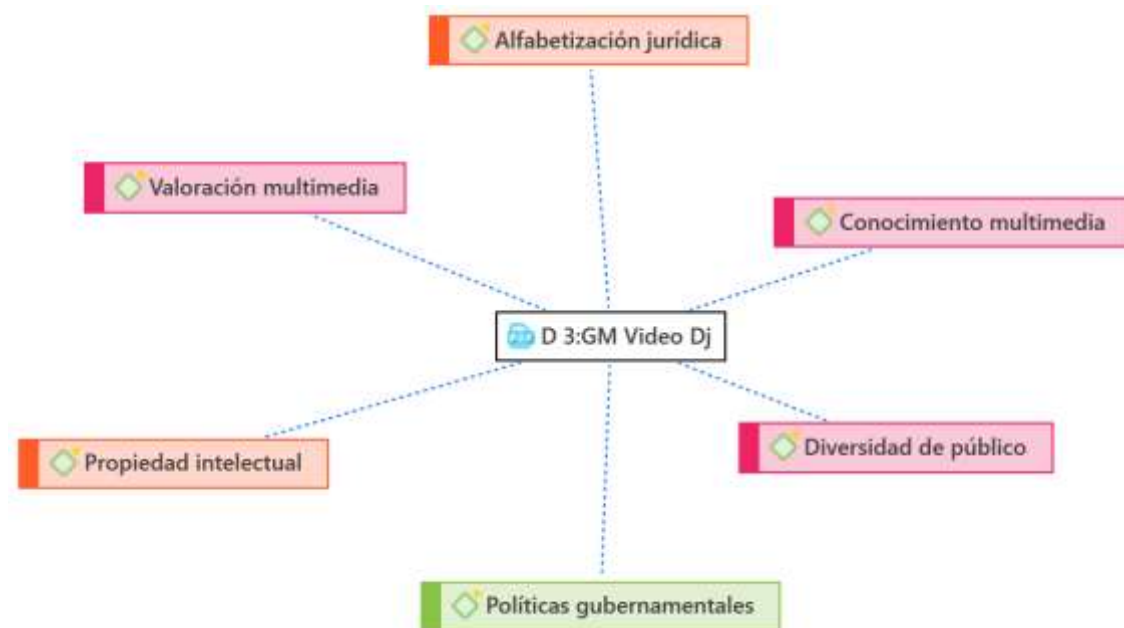 Alfabetización jurídica
Valoración multimedia
Conocimiento multimedia
D 3:GM Video Dj
Propiedad intelectual
Diversidad de público
Políticas gubernamentales